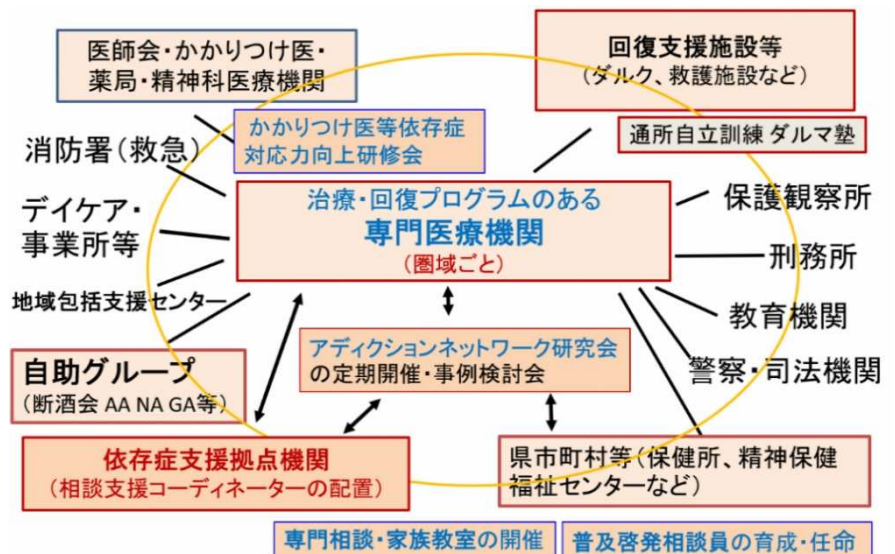 医師会・かかりつけ医・
薬局・精神科医療機関
回復支援施設等
（ダルク、救護施設など）
かかりつけ医等依存症
対応力向上研修会
通所自立訓練 ダルマ塾
消防署（救急）
治療・回復プログラムのある
専門医療機関
（圏域ごと）
保護観察所
デイケア・
事業所等
刑務所
地域包括支援センター
教育機関
アディクションネットワーク研究会
の定期開催・事例検討会
自助グループ
（断酒会 AA NA GA等）
警察・司法機関
依存症支援拠点機関
（相談支援コーディネーターの配置）
県市町村等（保健所、精神保健
福祉センターなど）
専門相談・家族教室の開催
普及啓発相談員の育成・任命